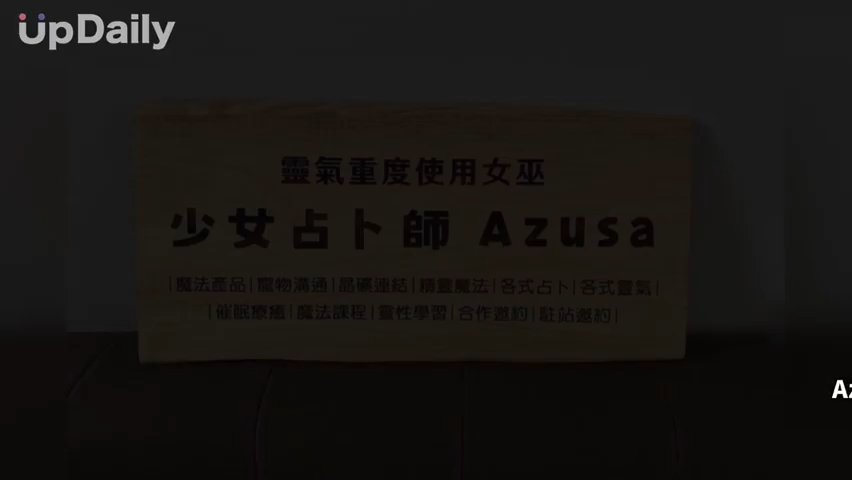 UpDaily
靈氣重度使用女巫
少女占卜師 Azusa
|魔法產品|寵物溝通|晶礦連結|精靈魔法|各式占卜|各式靈氣|
|催眠療癒|魔法課程|靈性學習|合作邀約|駐站邀約|
Az